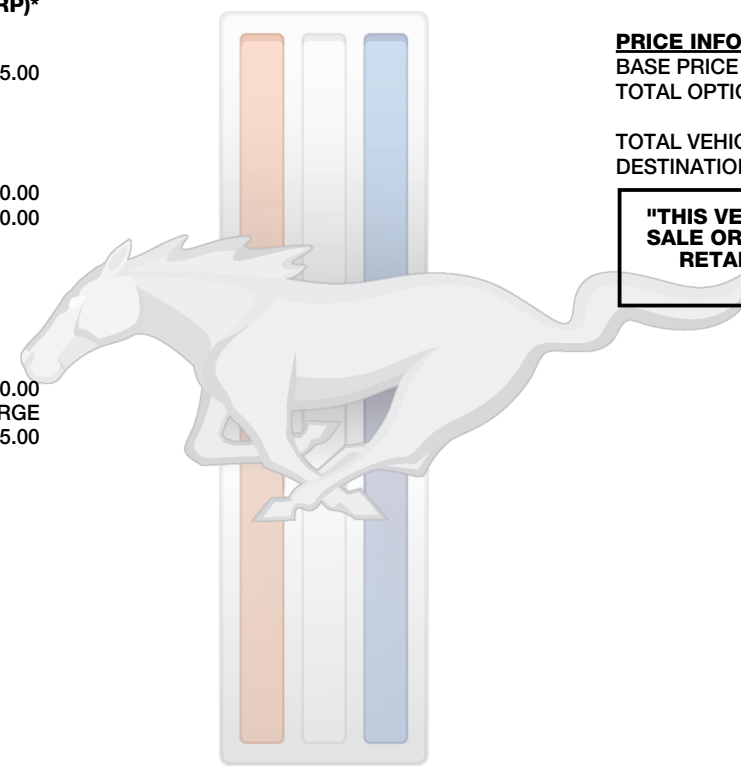 RP)*
5.00
0.00
0.00
0.00
RGE
5.00
PRICE INFO
BASE PRICE
TOTAL OPTIO
TOTAL VEHIC
DESTINATION
"THIS VE
SALE OR
RETAI